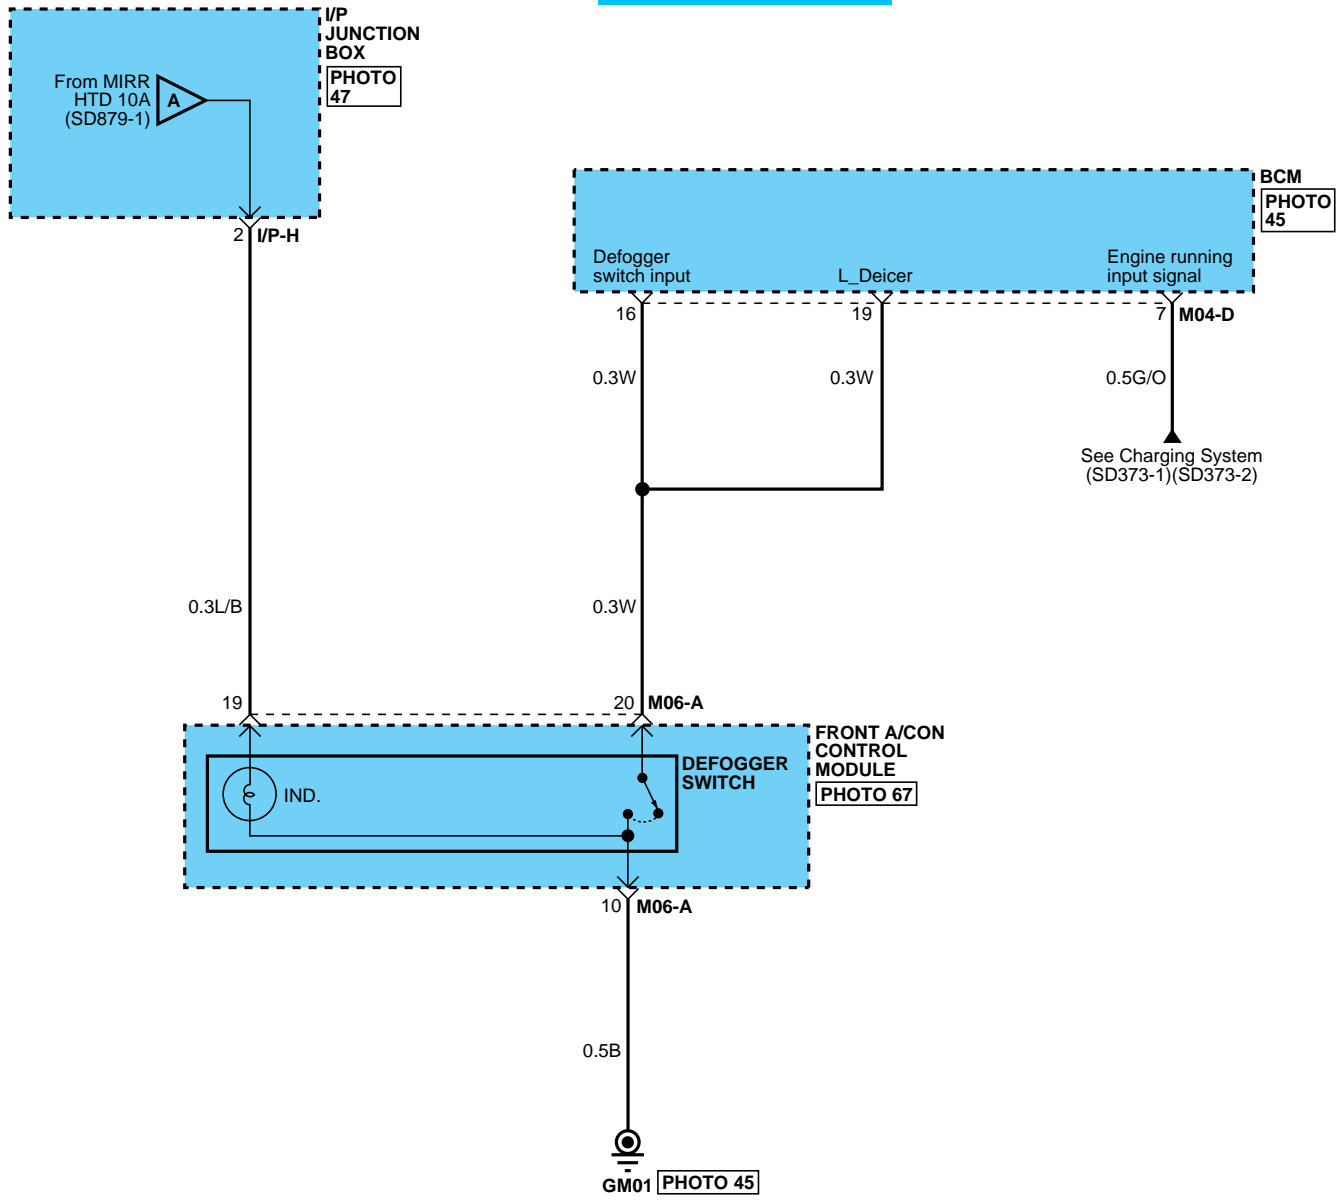 I/P
JUNCTION
BOX
PHOTO
47
From MIRR
HTD 10A
(SD879-1)
A
2 I/P-H
BCM
PHOTO
45
Defogger
switch input
L_Deicer
Engine running
input signal
16
19
7 M04-D
0.3W
0.3W
0.5G/O
See Charging System
(SD373-1)(SD373-2)
0.3L/B
0.3W
19
20 M06-A
FRONT A/CON
CONTROL
MODULE
PHOTO 67
DEFOGGER
SWITCH
IND.
10 M06-A
0.5B
GM01 PHOTO 45